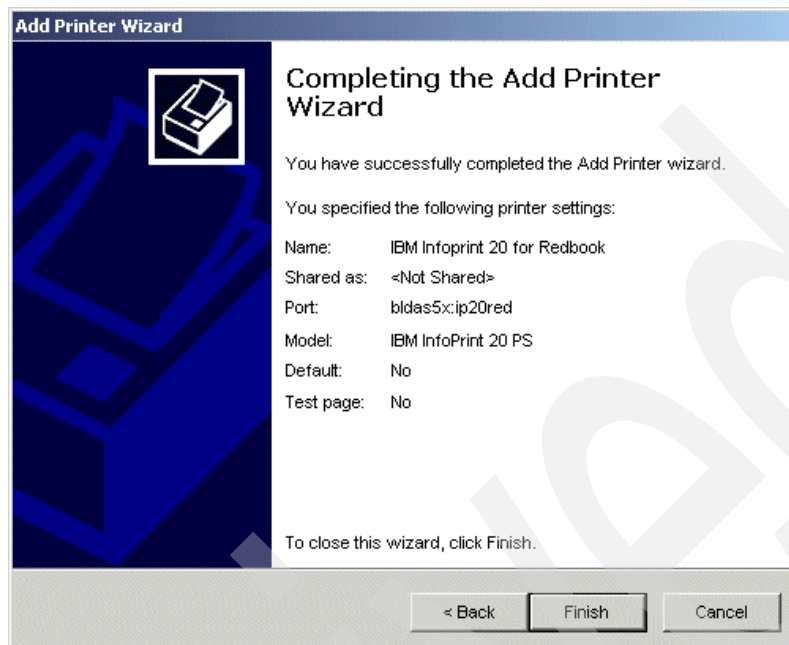 Add Printer Wizard
Completing the Add Printer
Wizard
You have successfully completed the Add Printer wizard.
You specified the following printer settings:
Name: IBM Infoprint 20 for Redbook
Shared as: <Not Shared>
Port: bldas5x:ip20red
Model: IBM InfoPrint 20 PS
Default: No
Test page: No
To close this wizard, click Finish.
< Back Finish Cancel